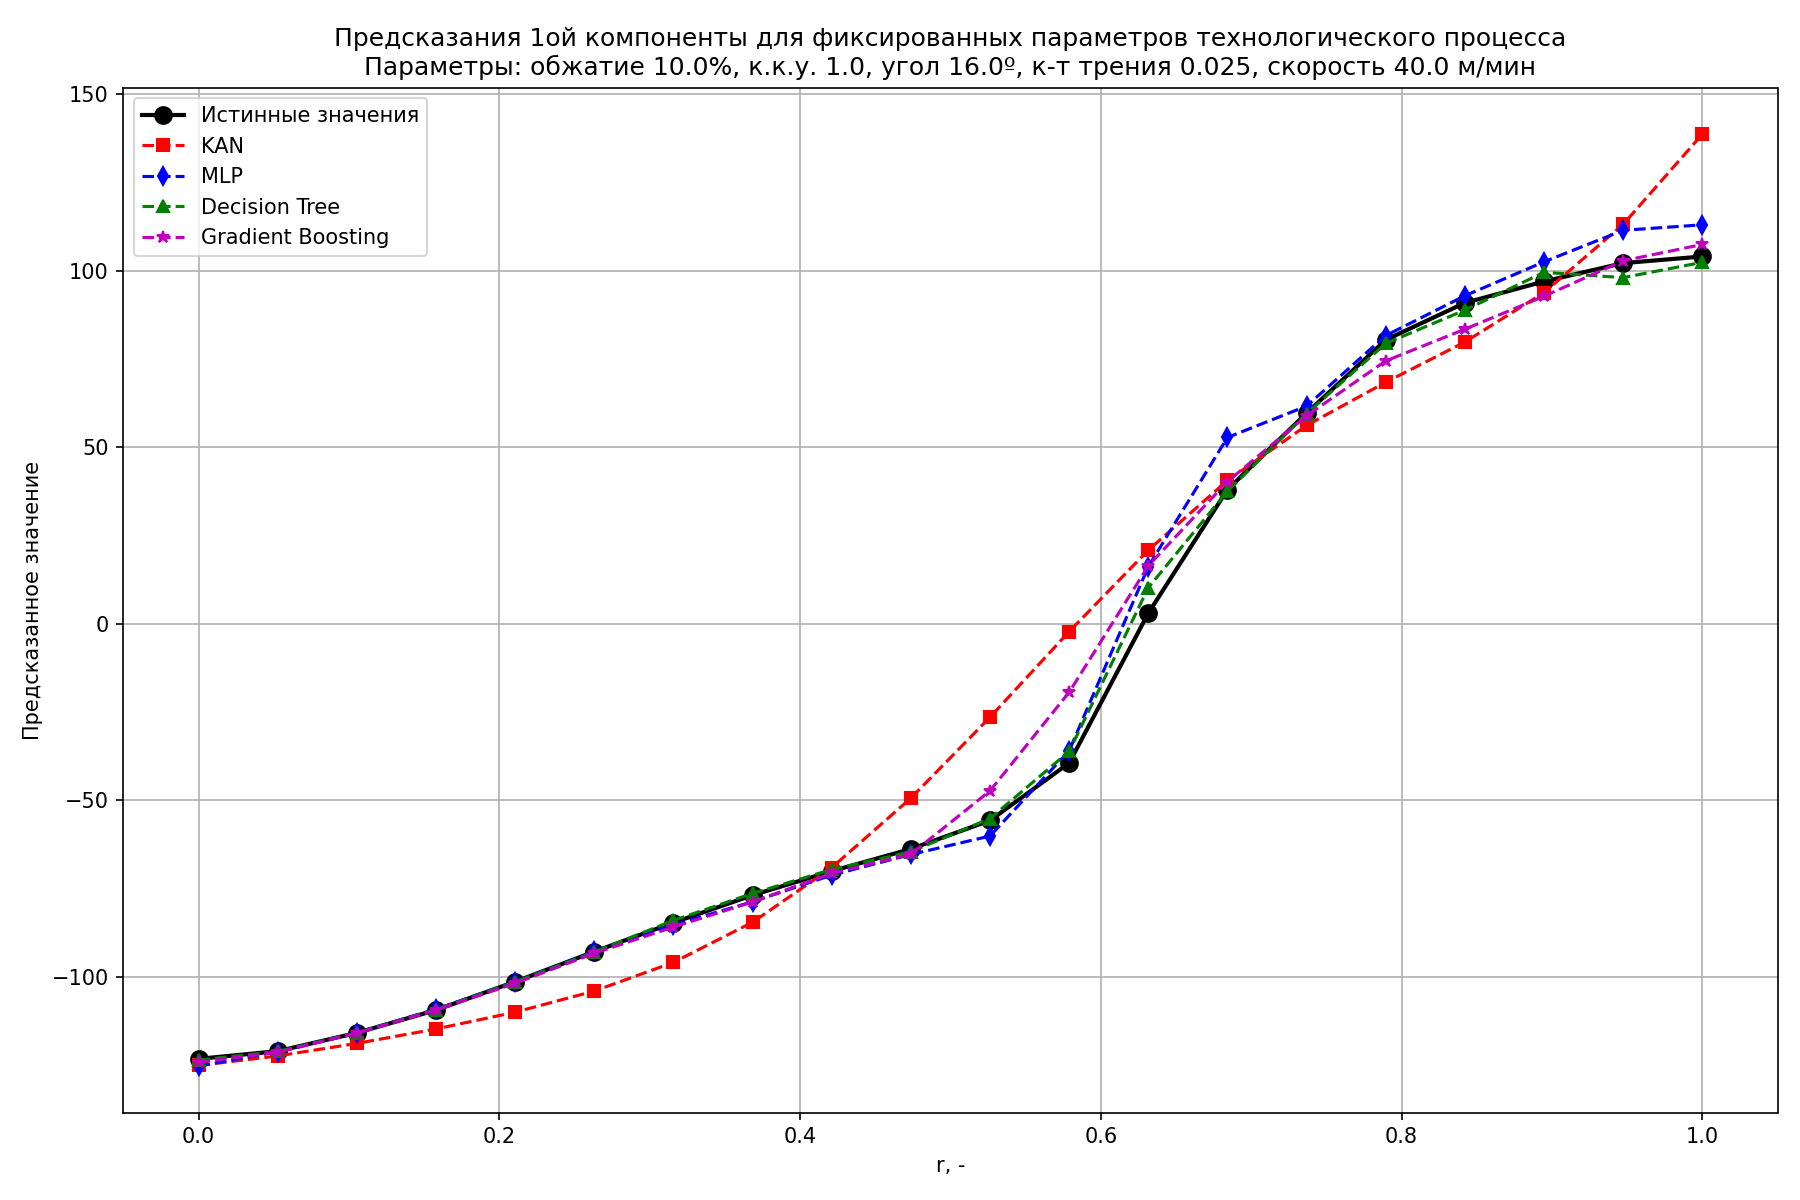 Предсказания 1ой компоненты для фиксированных параметров технологического процесса
Параметры: обжатие 10.0%, к.к.у. 1.0, угол 16.0º, к-т трения 0.025, скорость 40.0 м/мин
Истинные значения
KAN
MLP
Decision Tree
Gradient Boosting
Предсказанное значение
150
100
50
0
−50
−100
0.0 0.2 0.4 0.6 0.8 1.0
r, -